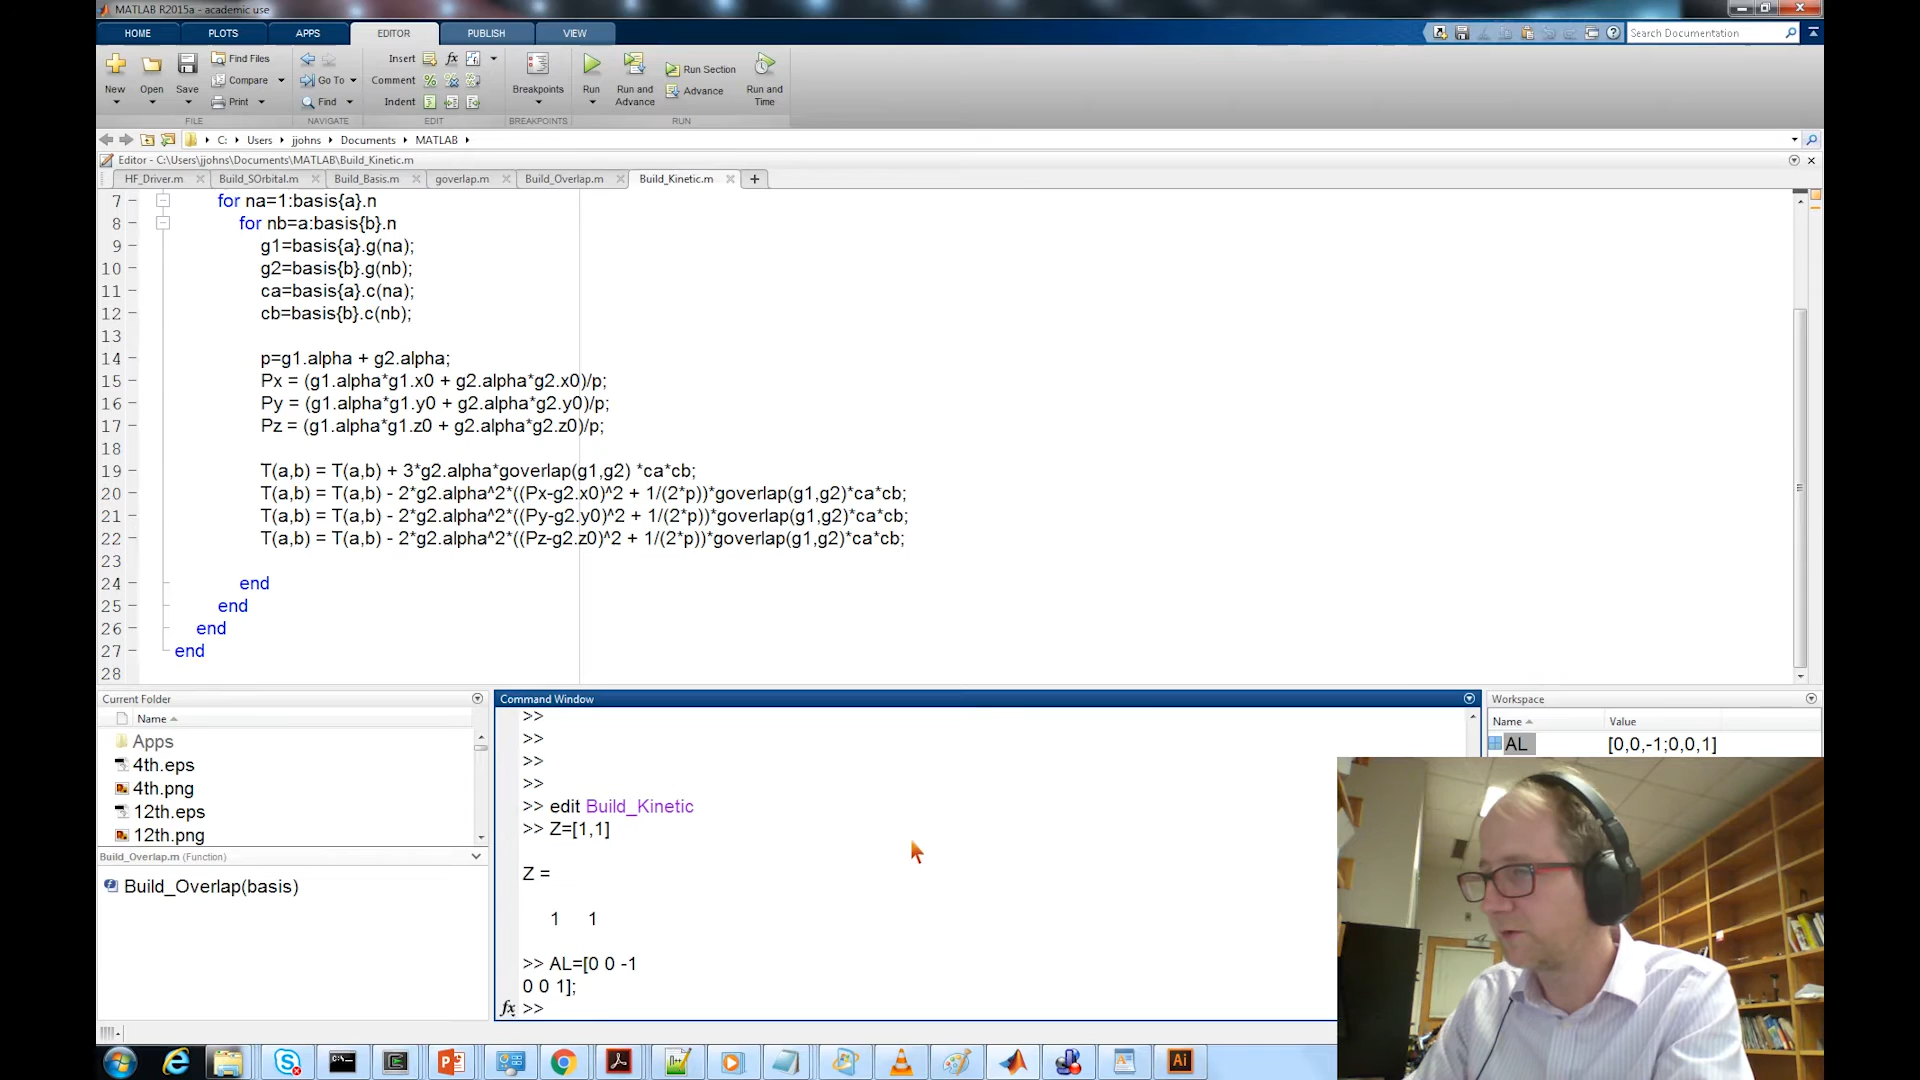 MATLAB R2015a - academic use
HOME PLOTS APPS EDITOR PUBLISH VIEW
Search Documentation
New Open Save Find Files Compare Print
Go To Find
Insert fx
Comment
Indent
Breakpoints Run Run and Advance Run Section Advance Run and Time
FILE NAVIGATE EDIT BREAKPOINTS RUN
C: Users jjohns Documents MATLAB
Editor - C:\Users\jjohns\Documents\MATLAB\Build_Kinetic.m
HF_Driver.m Build_SOrbital.m Build_Basis.m goverlap.m Build_Overlap.m Build_Kinetic.m +
7 – for na=1:basis{a}.n
8 – for nb=a:basis{b}.n
9 – g1=basis{a}.g(na);
10 – g2=basis{b}.g(nb);
11 – ca=basis{a}.c(na);
12 – cb=basis{b}.c(nb);
13
14 – p=g1.alpha + g2.alpha;
15 – Px = (g1.alpha*g1.x0 + g2.alpha*g2.x0)/p;
16 – Py = (g1.alpha*g1.y0 + g2.alpha*g2.y0)/p;
17 – Pz = (g1.alpha*g1.z0 + g2.alpha*g2.z0)/p;
18
19 – T(a,b) = T(a,b) + 3*g2.alpha*goverlap(g1,g2) *ca*cb;
20 – T(a,b) = T(a,b) - 2*g2.alpha^2*((Px-g2.x0)^2 + 1/(2*p))*goverlap(g1,g2)*ca*cb;
21 – T(a,b) = T(a,b) - 2*g2.alpha^2*((Py-g2.y0)^2 + 1/(2*p))*goverlap(g1,g2)*ca*cb;
22 – T(a,b) = T(a,b) - 2*g2.alpha^2*((Pz-g2.z0)^2 + 1/(2*p))*goverlap(g1,g2)*ca*cb;
23
24 – end
25 – end
26 – end
27 – end
28
Current Folder
Name
Apps
4th.eps
4th.png
12th.eps
12th.png
Build_Overlap.m (Function)
Build_Overlap(basis)
Command Window
>>
>>
>>
>>
>> edit Build_Kinetic
>> Z=[1,1]
Z =
1 1
>> AL=[0 0 -1
0 0 1];
fx >>
Workspace
Name Value
AL [0,0,-1;0,0,1]
Ai